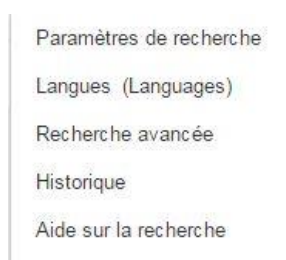 Paramètres de recherche
Langues (Languages)
Recherche avancée
Historique
Aide sur la recherche